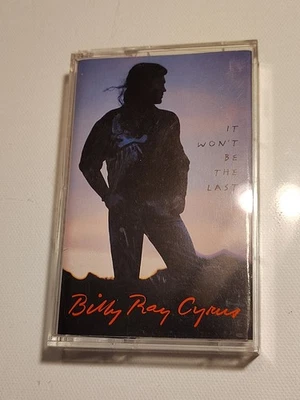 IT
WON'T
BE
THE
LAST
Billy Ray Cyrus